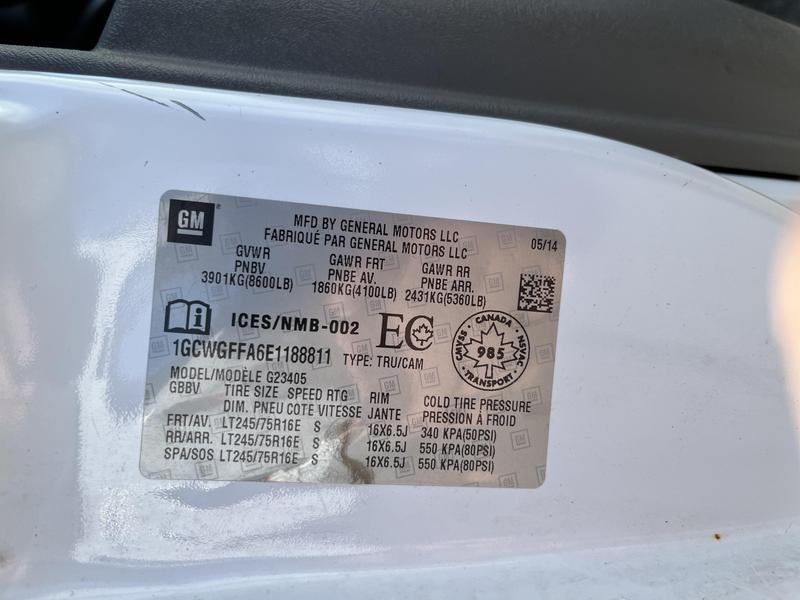 GM
MFD BY GENERAL MOTORS LLC
FABRIQUÉ PAR GENERAL MOTORS LLC
05/14
GVWR GAWR FRT GAWR RR
PNBV PNBE AV. PNBE ARR.
3901KG(8600LB) 1860KG(4100LB) 2431KG(5360LB)
ICES/NMB-002 EC
CANADA
CMVSS · NSVAC
985
TRANSPORT
1GCWGFFA6E1188811 TYPE: TRU/CAM
MODEL/MODÈLE G23405
GBBV TIRE SIZE SPEED RTG RIM COLD TIRE PRESSURE
DIM. PNEU COTE VITESSE JANTE PRESSION À FROID
FRT/AV. LT245/75R16E S 16X6.5J 340 KPA(50PSI)
RR/ARR. LT245/75R16E S 16X6.5J 550 KPA(80PSI)
SPA/SOS LT245/75R16E S 16X6.5J 550 KPA(80PSI)